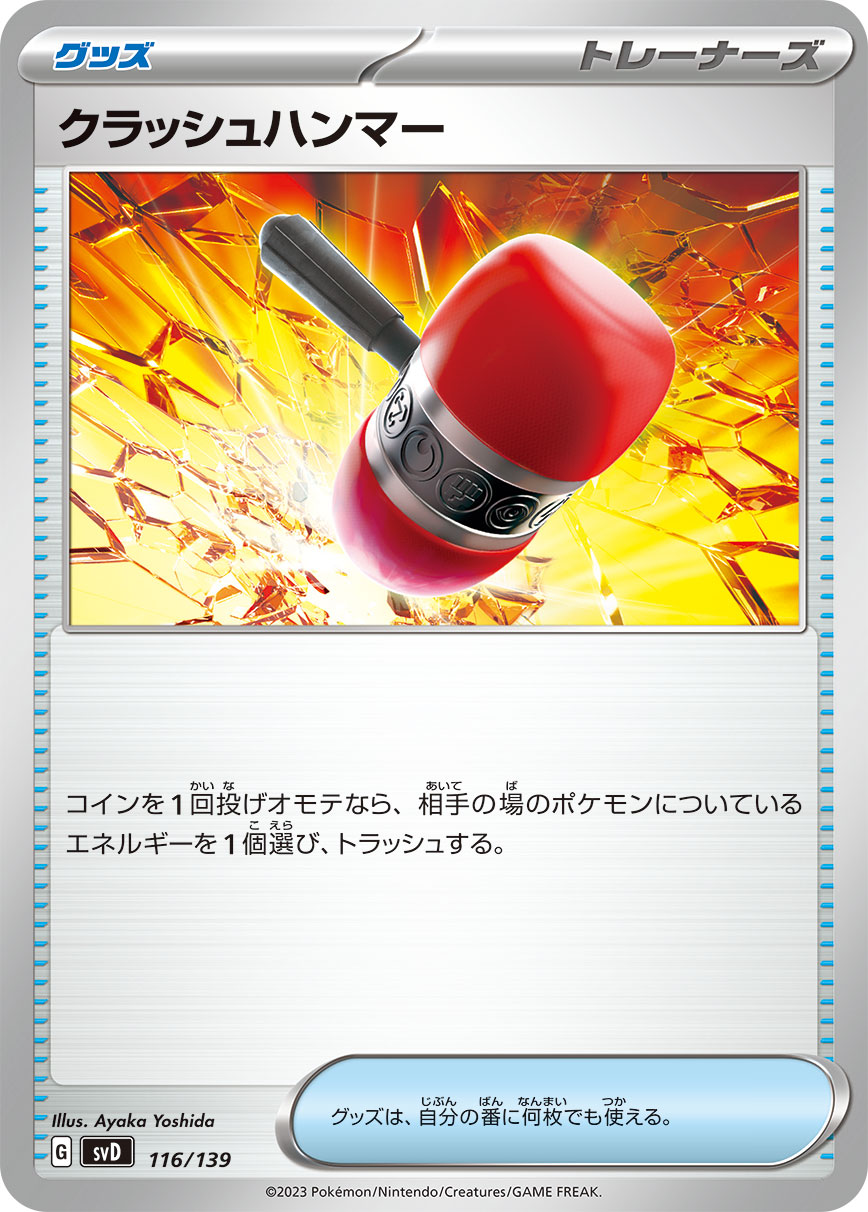 グッズ
トレーナーズ
クラッシュハンマー
コインを1回投げオモテなら、相手の場のポケモンについている
エネルギーを1個選び、トラッシュする。
Illus. Ayaka Yoshida
グッズは、自分の番に何枚でも使える。
G svD 116/139
©2023 Pokémon/Nintendo/Creatures/GAME FREAK.